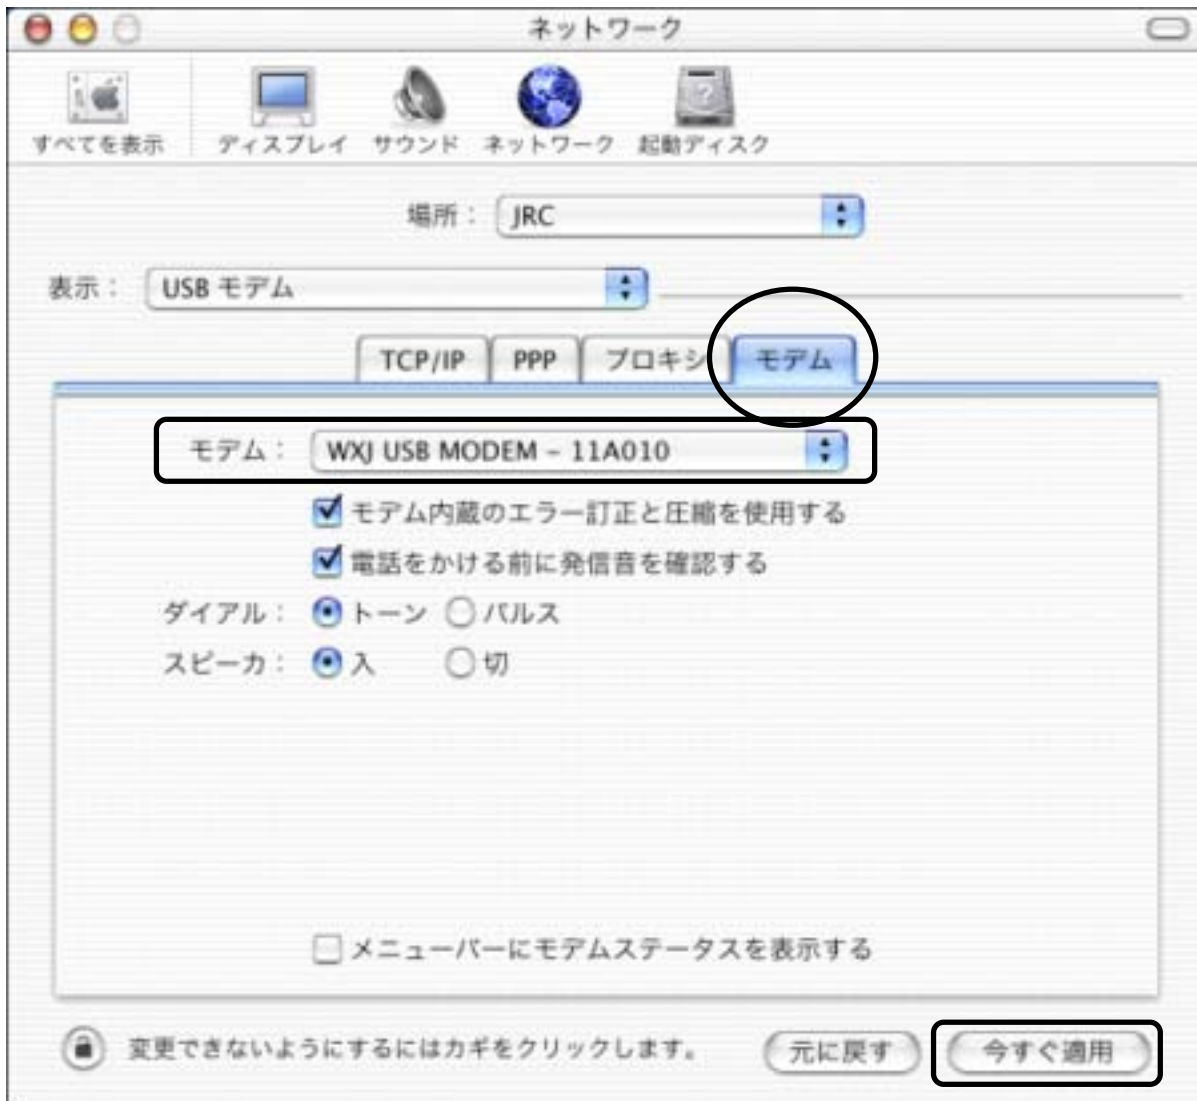 ネットワーク
すべてを表示 ディスプレイ サウンド ネットワーク 起動ディスク
場所： JRC
表示： USB モデム
TCP/IP PPP プロキシ モデム
モデム： WXJ USB MODEM – 11A010
モデム内蔵のエラー訂正と圧縮を使用する
電話をかける前に発信音を確認する
ダイアル： トーン パルス
スピーカ： 入 切
メニューバーにモデムステータスを表示する
変更できないようにするにはカギをクリックします。 元に戻す 今すぐ適用